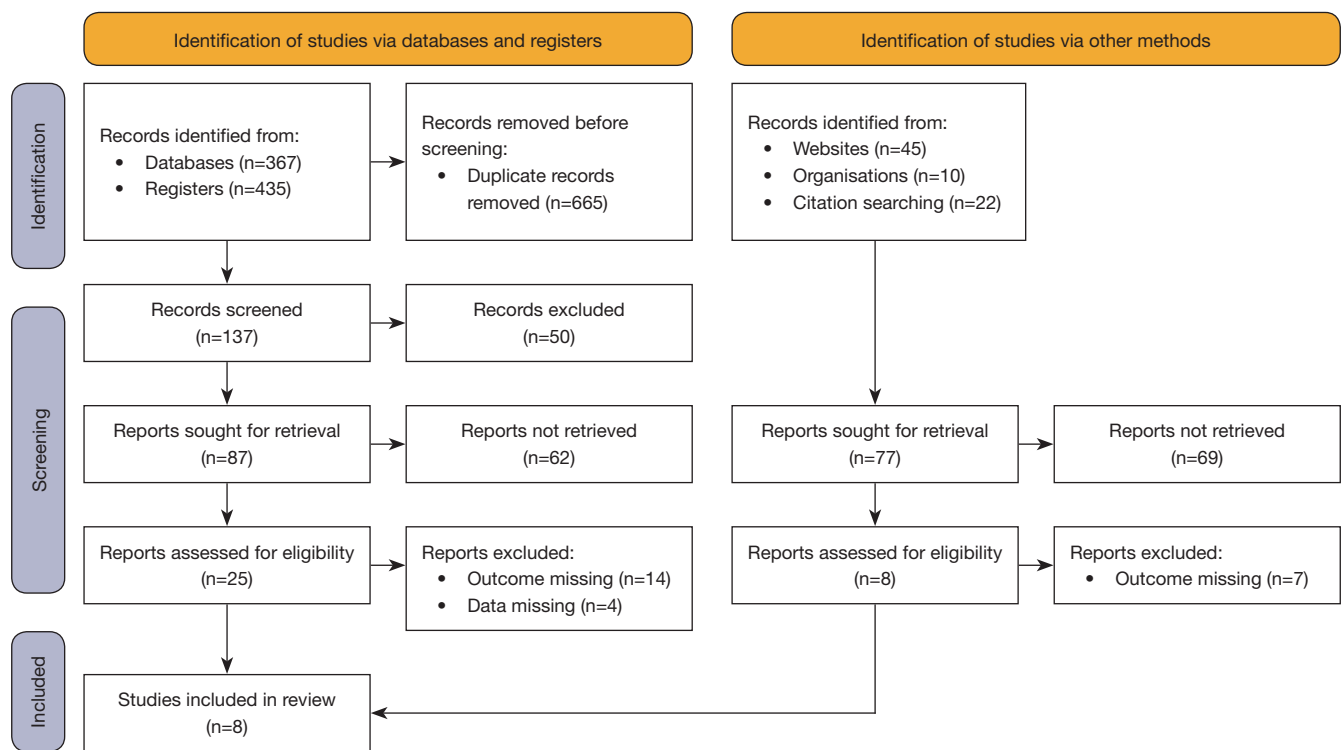 Identification of studies via databases and registers
Identification of studies via other methods
Identification
Records identified from:
• Databases (n=367)
• Registers (n=435)
Records removed before
screening:
• Duplicate records
removed (n=665)
Records identified from:
• Websites (n=45)
• Organisations (n=10)
• Citation searching (n=22)
Screening
Records screened
(n=137)
Records excluded
(n=50)
Reports sought for retrieval
(n=87)
Reports not retrieved
(n=62)
Reports sought for retrieval
(n=77)
Reports not retrieved
(n=69)
Reports assessed for eligibility
(n=25)
Reports excluded:
• Outcome missing (n=14)
• Data missing (n=4)
Reports assessed for eligibility
(n=8)
Reports excluded:
• Outcome missing (n=7)
Included
Studies included in review
(n=8)